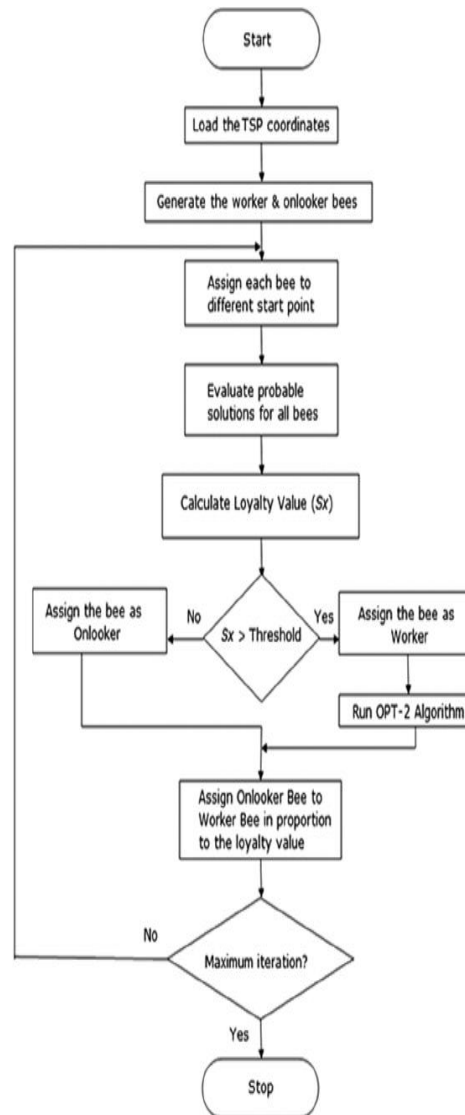 Start
Load the TSP coordinates
Generate the worker & onlooker bees
Assign each bee to
different start point
Evaluate probable
solutions for all bees
Calculate Loyalty Value (Sx)
Assign the bee as
Onlooker
No
Sx > Threshold
Yes
Assign the bee as
Worker
Run OPT-2 Algorithm
Assign Onlooker Bee to
Worker Bee in proportion
to the loyalty value
No
Maximum iteration?
Yes
Stop